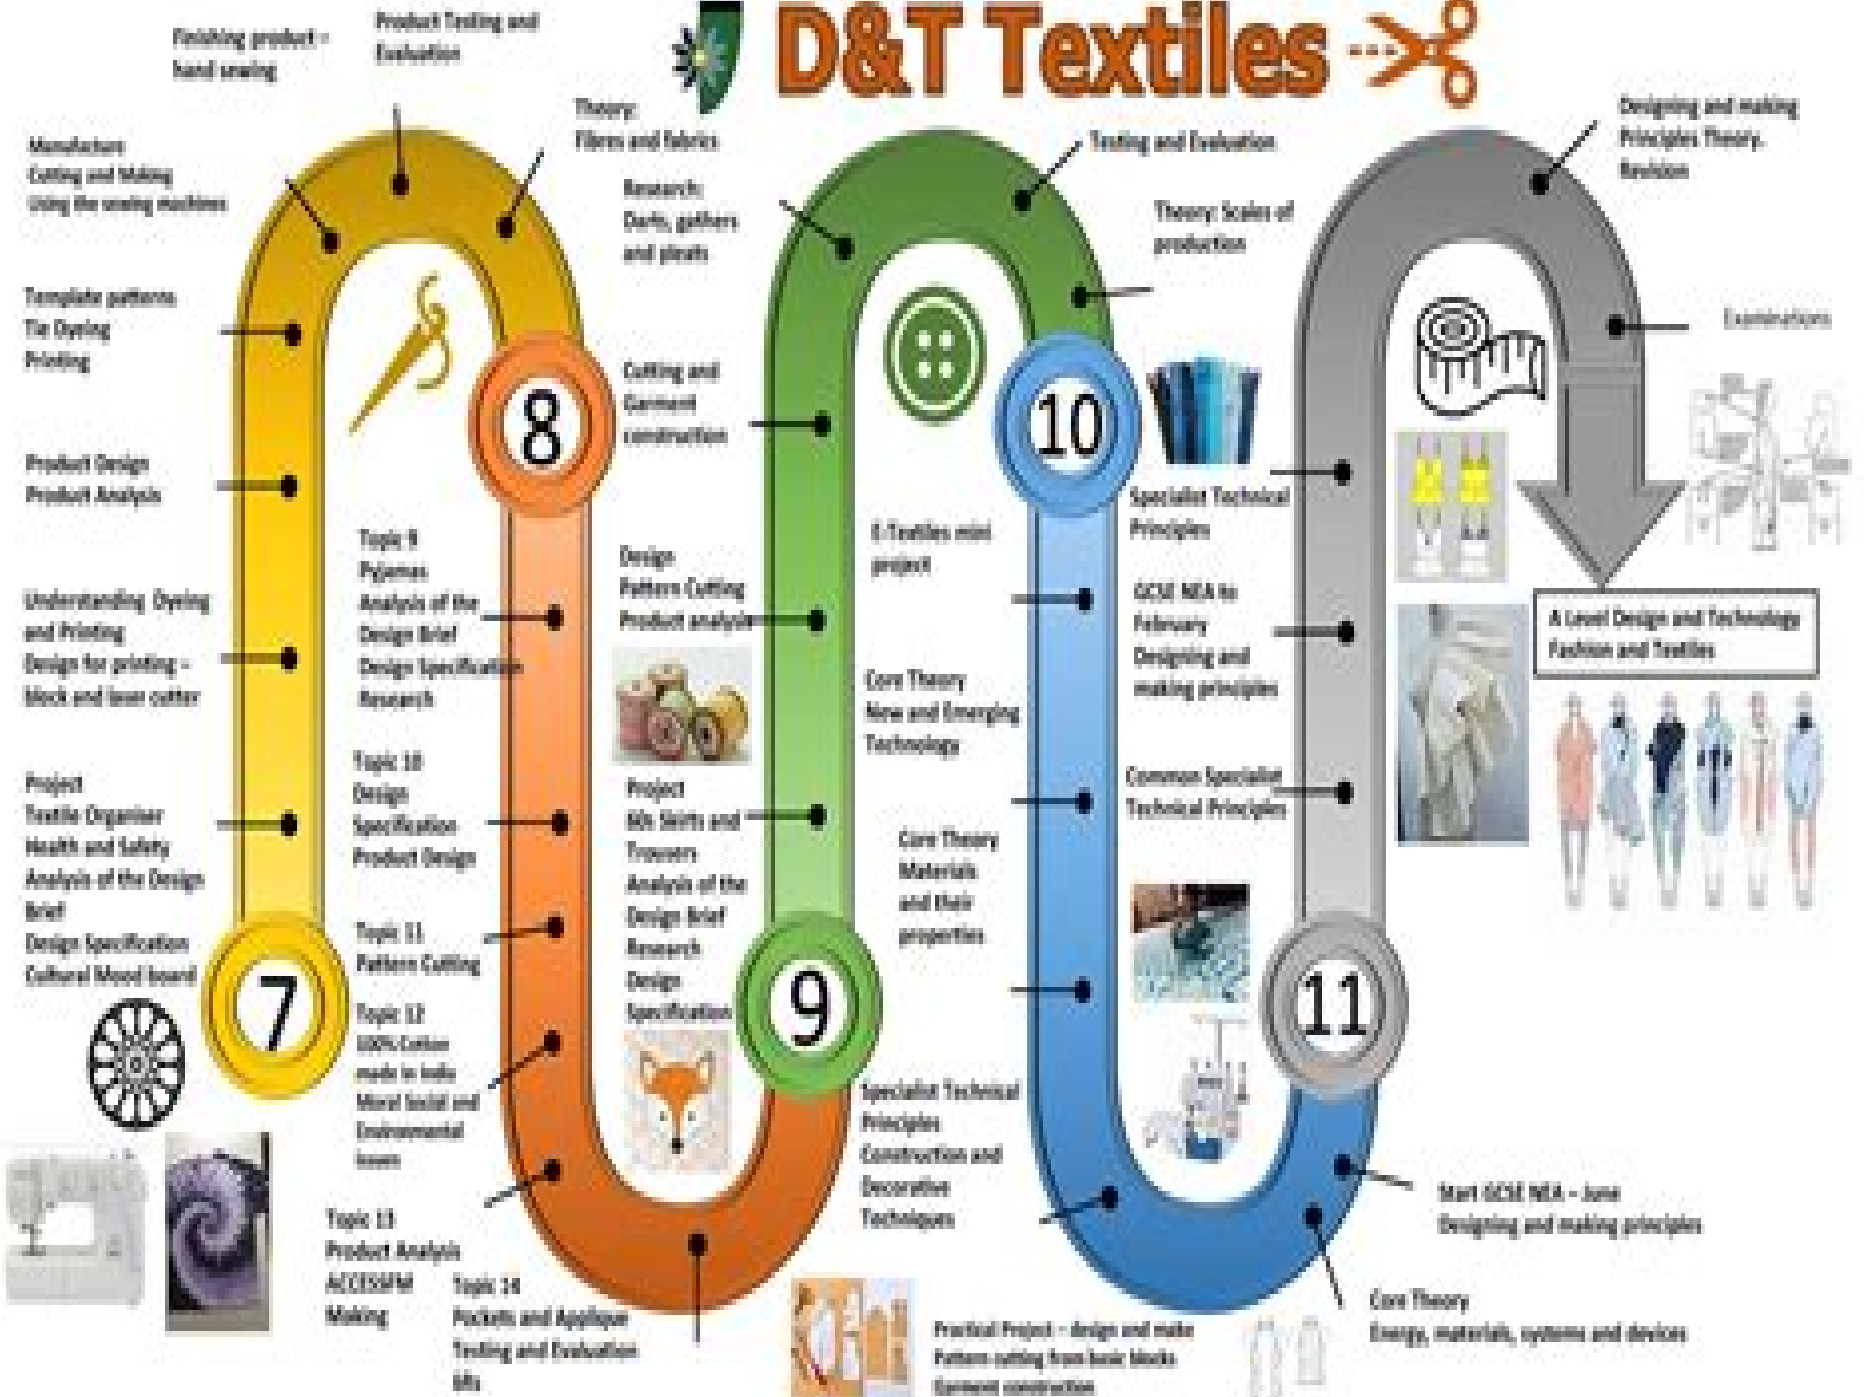 D&T Textiles
Finishing product –
hand sewing
Product Testing and
Evaluation
Theory:
Fibres and fabrics
Manufacture
Cutting and Making
Using the sewing machines
Template patterns
Tie Dyeing
Printing
Product Design
Product Analysis
Understanding Dyeing
and Printing
Design for printing –
block and laser cutter
Project
Textile Organiser
Health and Safety
Analysis of the Design
Brief
Design Specification
Cultural Mood board
7
8
Topic 9
Pyjamas
Analysis of the
Design Brief
Design Specification
Research
Topic 10
Design
Specification
Product Design
Topic 11
Pattern Cutting
Topic 12
100% Cotton
made in India
Moral Social and
Environmental
Issues
Topic 13
Product Analysis
ACCESSFM
Making
Topic 14
Pockets and Applique
Testing and Evaluation
9
Project
60s Skirts and
Trousers
Analysis of the
Design Brief
Research
Design
Specification
Design
Pattern Cutting
Product analysis
Cutting and
Garment
construction
Research:
Darts, gathers
and pleats
Testing and Evaluation
Theory: Scales of
production
10
E-Textiles mini
project
Core Theory
New and Emerging
Technology
Core Theory
Materials
and their
properties
Specialist Technical
Principles
Construction and
Decorative
Techniques
Practical Project – design and make
Pattern cutting from basic blocks
Garment construction
Core Theory
Energy, materials, systems and devices
Start GCSE NEA – June
Designing and making principles
11
Common Specialist
Technical Principles
GCSE NEA to
February
Designing and
making principles
Specialist Technical
Principles
Designing and making
Principles Theory.
Revision
Examinations
A Level Design and Technology
Fashion and Textiles